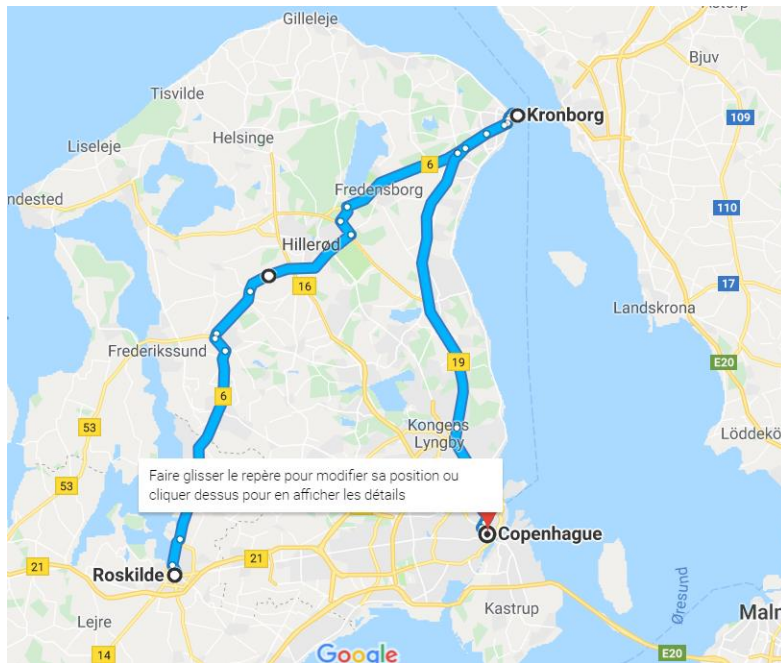 Gilleleje
Bjuv
Tisvilde
Kronborg
109
Helsinge
Liseleje
6
Fredensborg
ndested
110
Hillerød
16
17
Landskrona
Frederikssund
E20
19
6
53
Kongens
Lyngby
Löddekö
53
Faire glisser le repère pour modifier sa position ou
cliquer dessus pour en afficher les détails
Copenhague
21
21
Roskilde
Kastrup
Øresund
Malr
Lejre
14
E20
Google